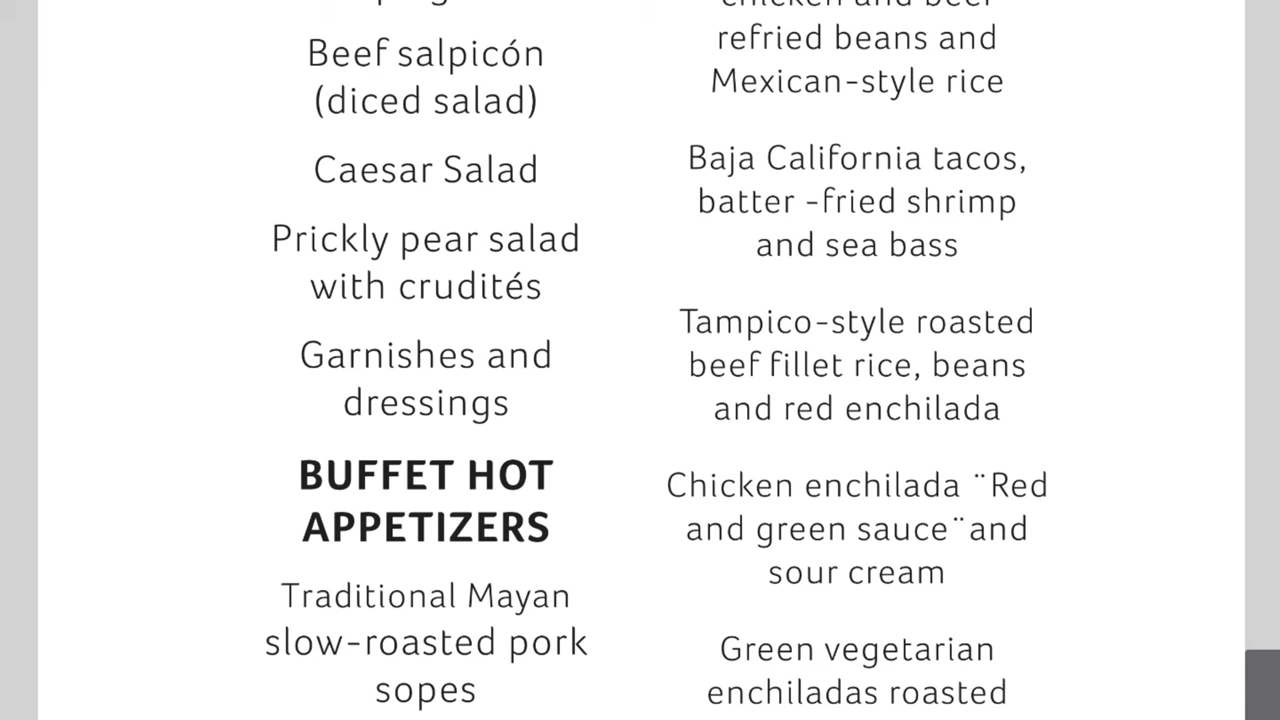 Beef salpicón
(diced salad)
Caesar Salad
Prickly pear salad
with crudités
Garnishes and
dressings
BUFFET HOT
APPETIZERS
Traditional Mayan
slow-roasted pork
sopes
chicken and beef
refried beans and
Mexican-style rice
Baja California tacos,
batter -fried shrimp
and sea bass
Tampico-style roasted
beef fillet rice, beans
and red enchilada
Chicken enchilada ¨Red
and green sauce¨and
sour cream
Green vegetarian
enchiladas roasted